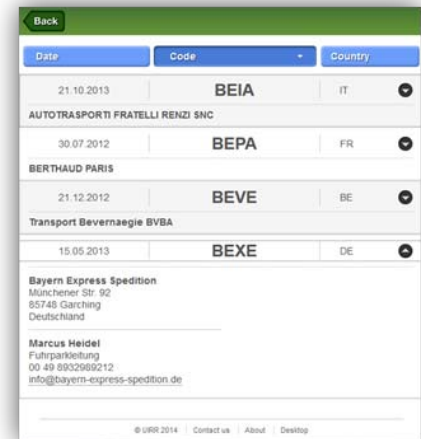 Back
Date Code Country
21.10.2013 BEIA IT
AUTOTRASPORTI FRATELLI RENZI SNC
30.07.2012 BEPA FR
BERTHAUD PARIS
21.12.2012 BEVE BE
Transport Bevernaegie BVBA
15.05.2013 BEXE DE
Bayern Express Spedition
Münchener Str. 92
85748 Garching
Deutschland
Marcus Heidel
Fuhrparkleitung
00 49 8932989212
info@bayern-express-spedition.de
© UIRR 2014 Contact us About Desktop